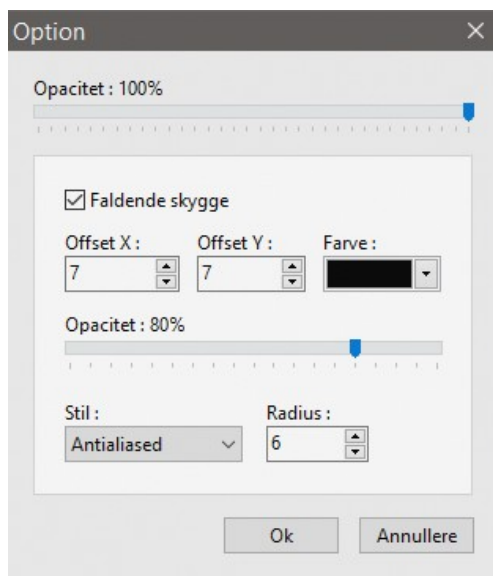 Option
Opacitet : 100%
Faldende skygge
Offset X : Offset Y : Farve :
7 7
Opacitet : 80%
Stil : Radius :
Antialiased 6
Ok Annullere